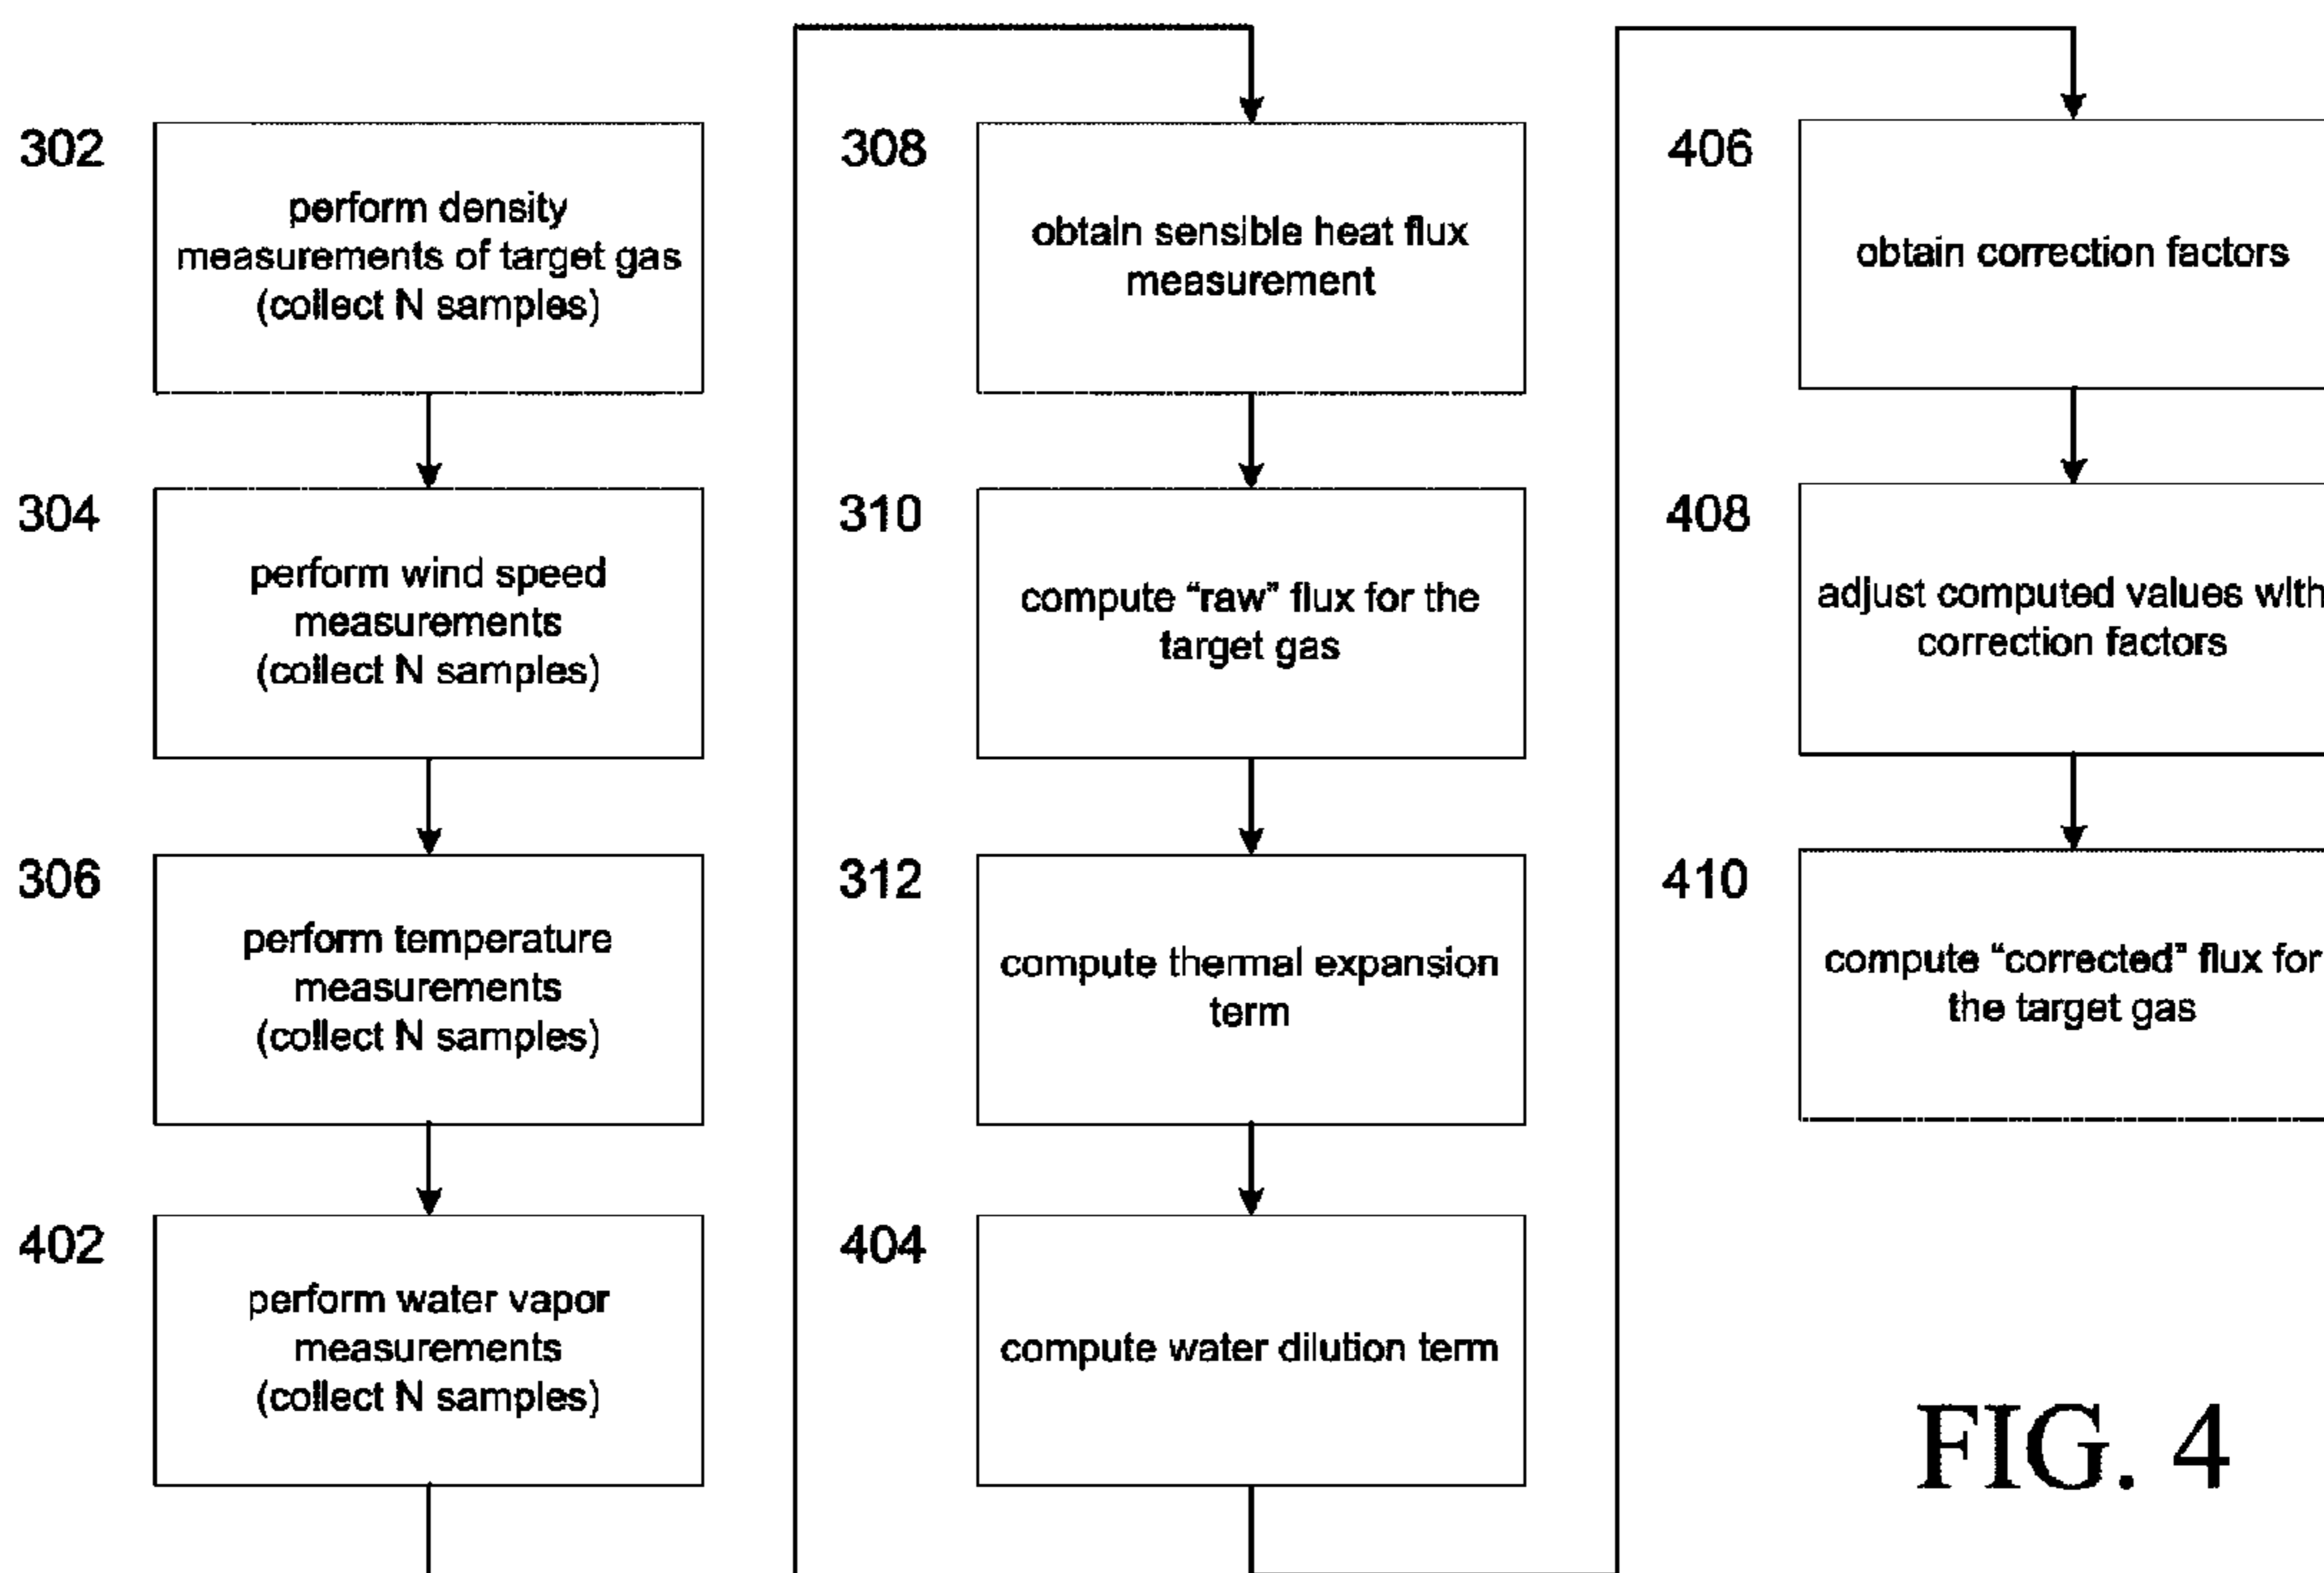 302
perform density
measurements of target gas
(collect N samples)
304
perform wind speed
measurements
(collect N samples)
306
perform temperature
measurements
(collect N samples)
402
perform water vapor
measurements
(collect N samples)
308
obtain sensible heat flux
measurement
310
compute “raw” flux for the
target gas
312
compute thermal expansion
term
404
compute water dilution term
406
obtain correction factors
408
adjust computed values with
correction factors
410
compute “corrected” flux for
the target gas
FIG. 4